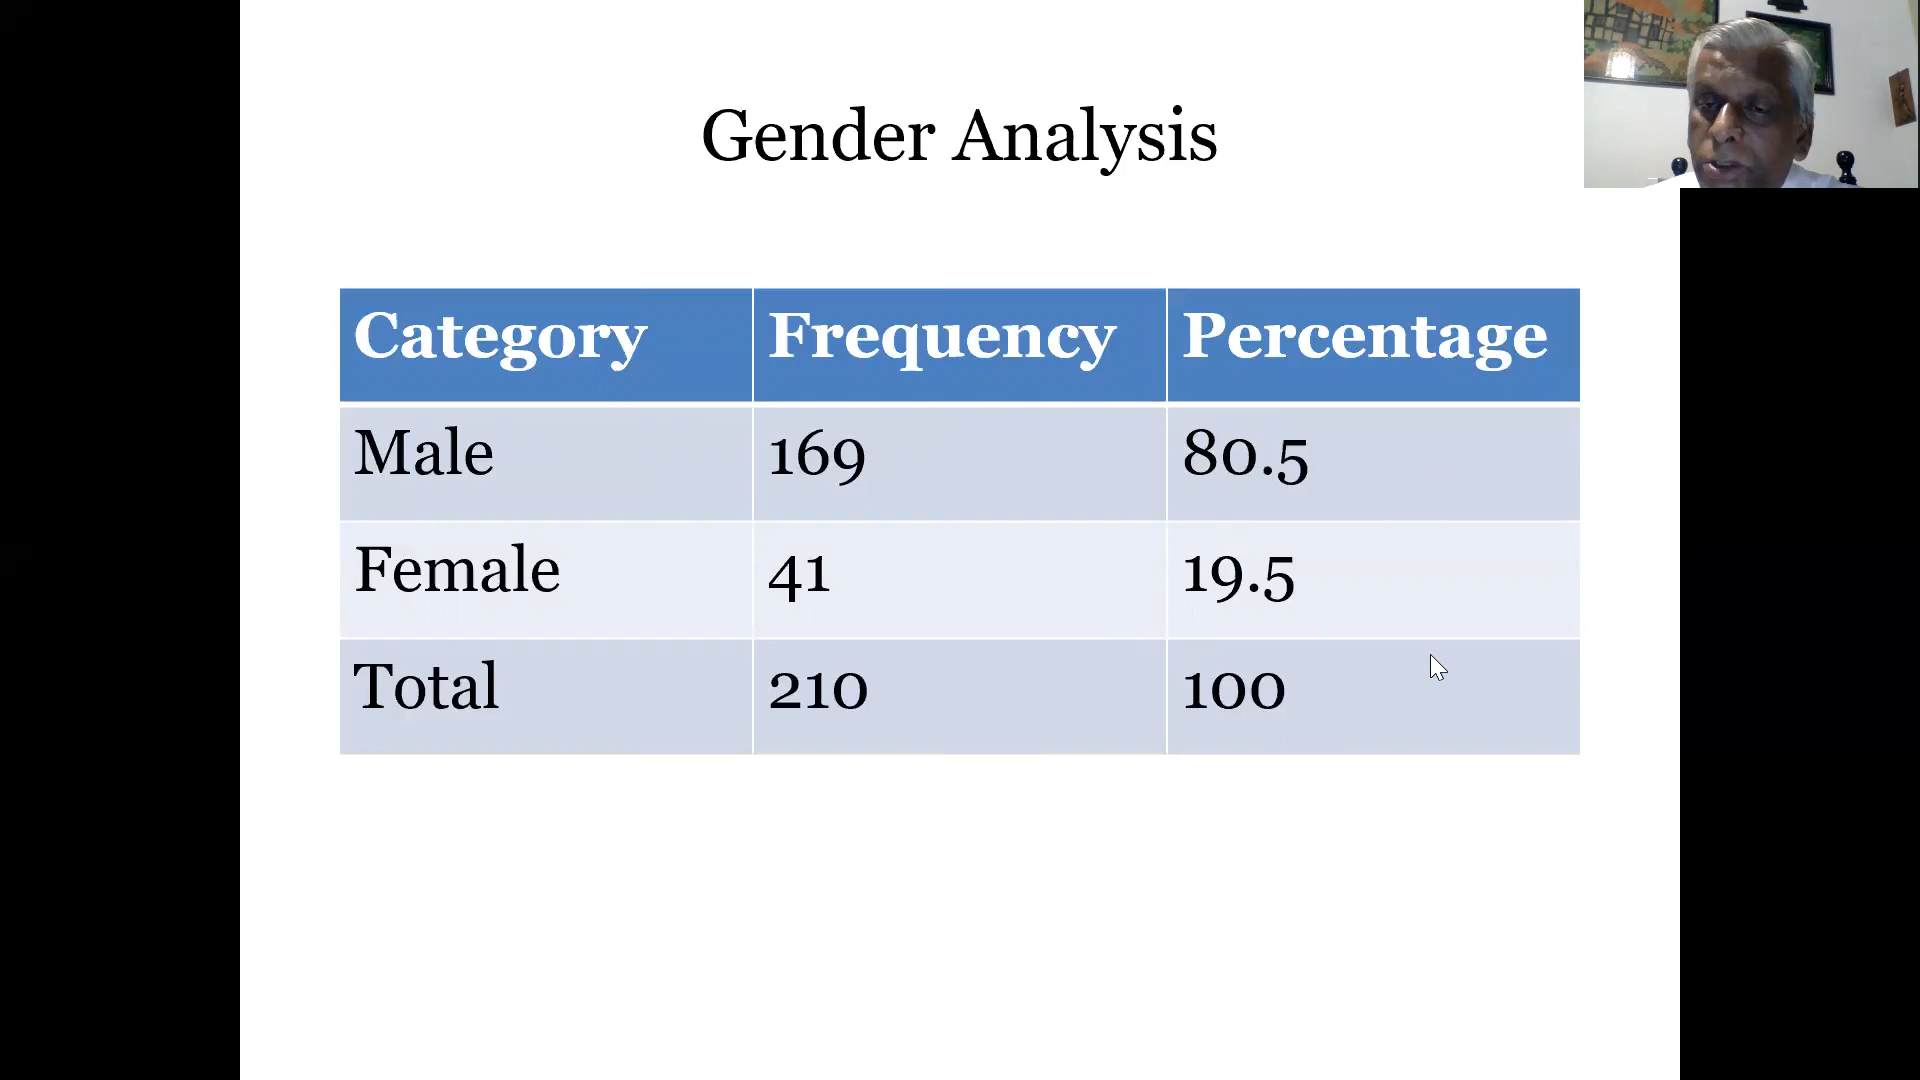 Gender Analysis
Category Frequency Percentage
Male 169 80.5
Female 41 19.5
Total 210 100